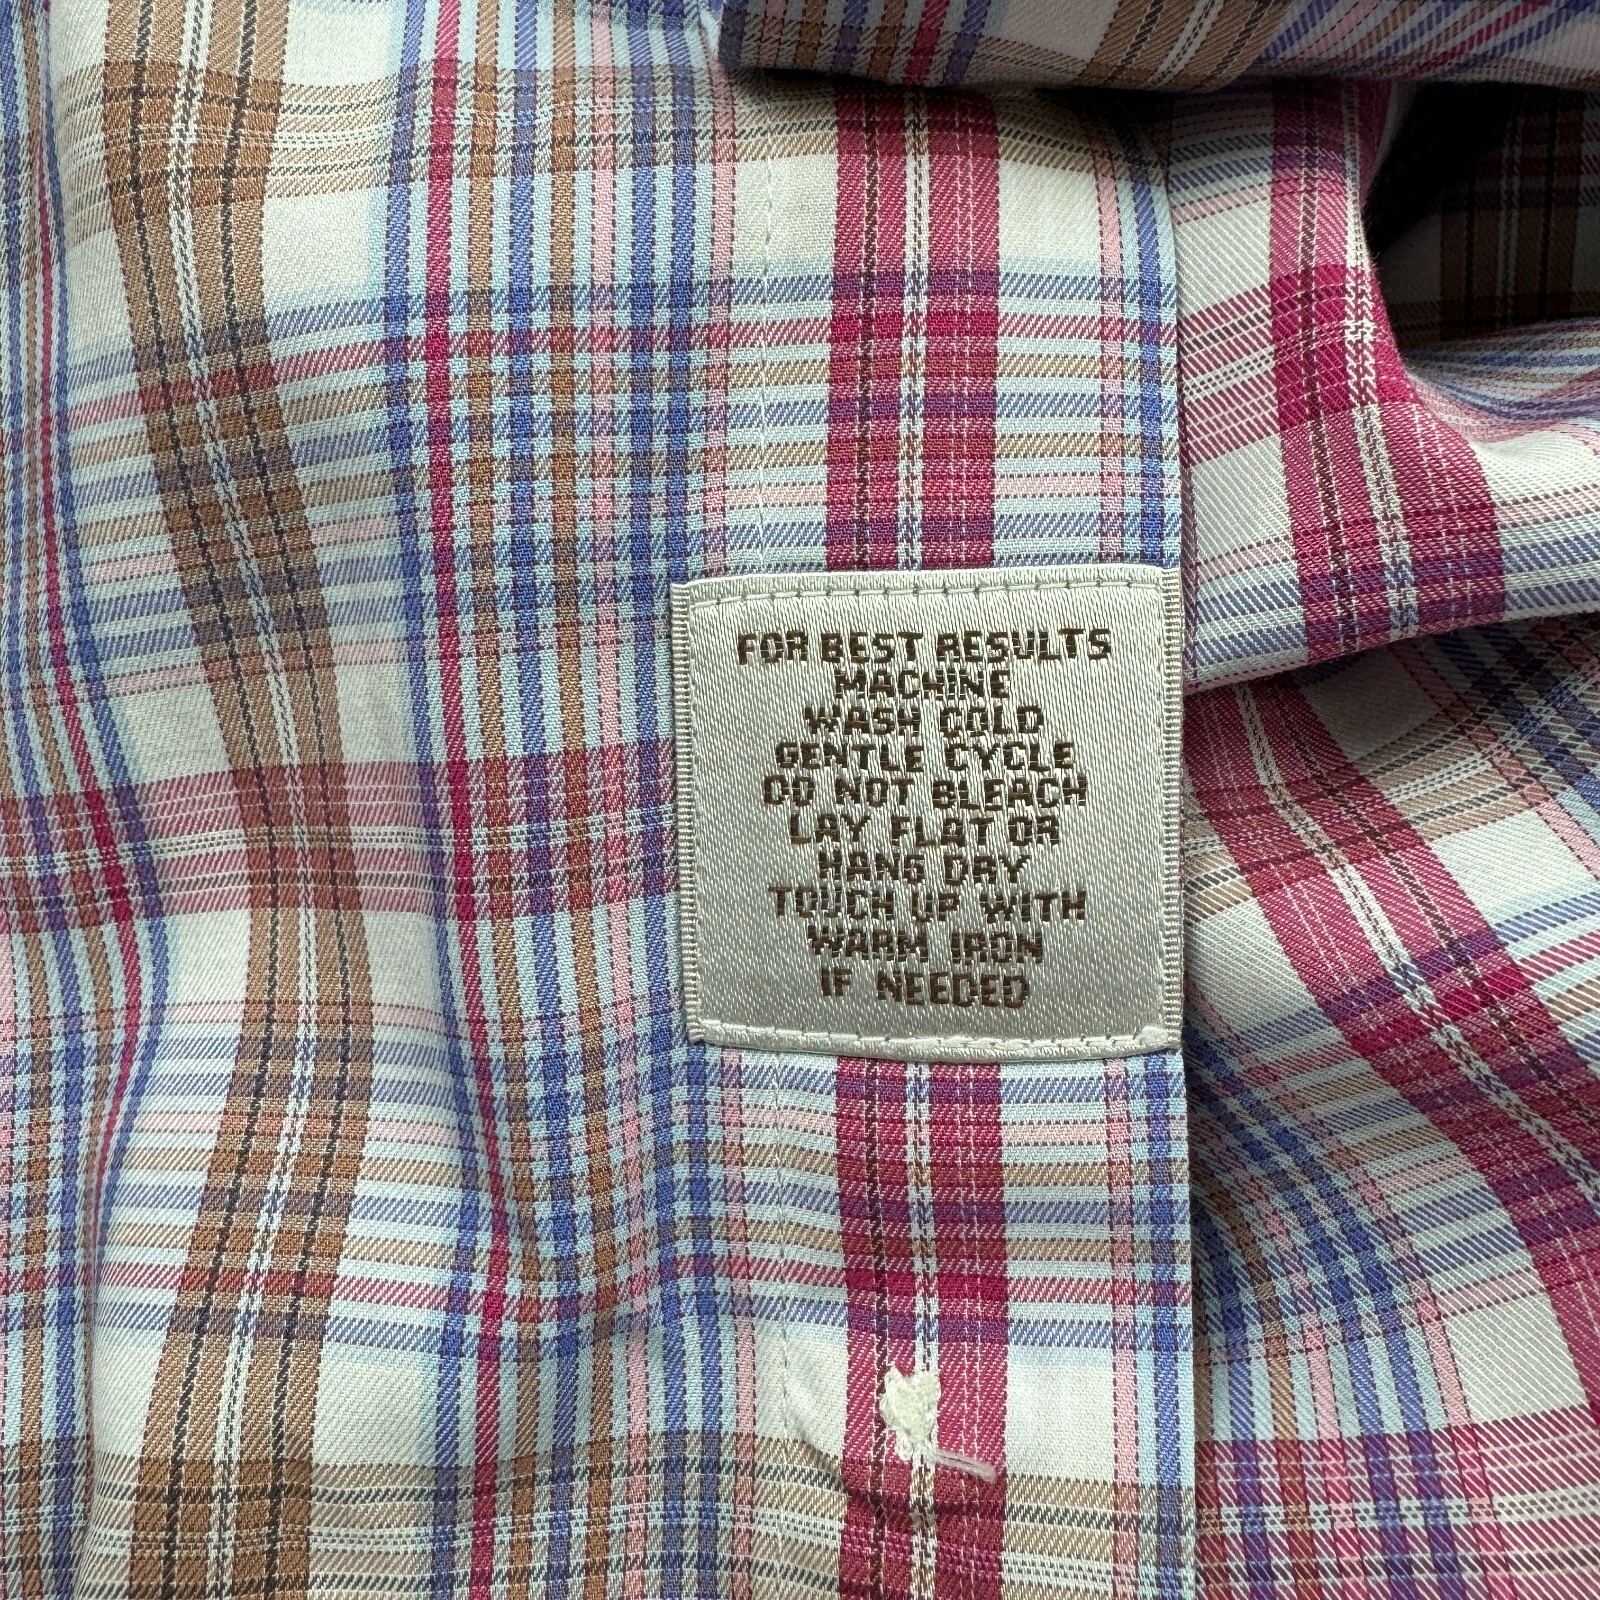 FOR BEST RESULTS
MACHINE
WASH COLD
GENTLE CYCLE
DO NOT BLEACH
LAY FLAT OR
HANG DRY
TOUCH UP WITH
WARM IRON
IF NEEDED